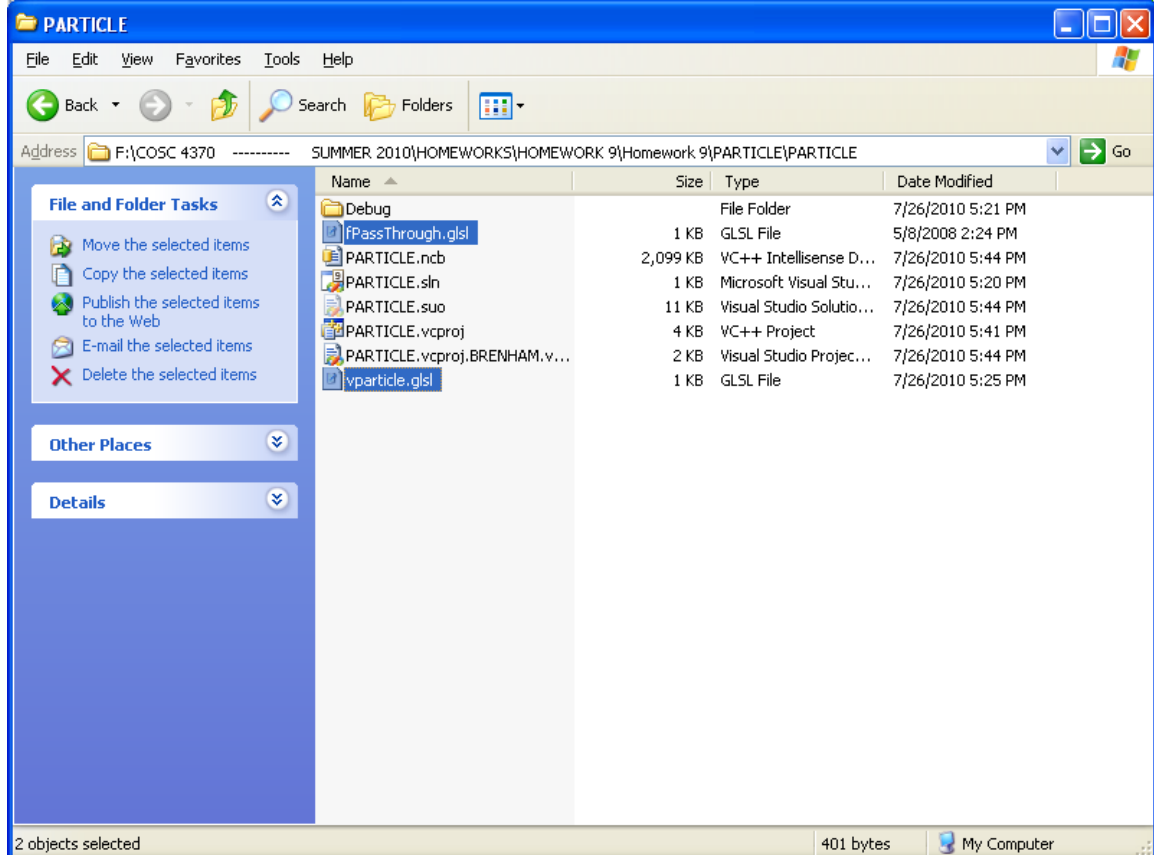 PARTICLE
File Edit View Favorites Tools Help
Back Search Folders
Address F:\COSC 4370 ---------- SUMMER 2010\HOMEWORKS\HOMEWORK 9\Homework 9\PARTICLE\PARTICLE Go
File and Folder Tasks
Move the selected items
Copy the selected items
Publish the selected items
to the Web
E-mail the selected items
Delete the selected items
Other Places
Details
Name Size Type Date Modified
Debug File Folder 7/26/2010 5:21 PM
fPassThrough.glsl 1 KB GLSL File 5/8/2008 2:24 PM
PARTICLE.ncb 2,099 KB VC++ Intellisense D... 7/26/2010 5:44 PM
PARTICLE.sln 1 KB Microsoft Visual Stu... 7/26/2010 5:20 PM
PARTICLE.suo 11 KB Visual Studio Solutio... 7/26/2010 5:44 PM
PARTICLE.vcproj 4 KB VC++ Project 7/26/2010 5:41 PM
PARTICLE.vcproj.BRENHAM.v... 2 KB Visual Studio Projec... 7/26/2010 5:44 PM
vparticle.glsl 1 KB GLSL File 7/26/2010 5:25 PM
2 objects selected 401 bytes My Computer